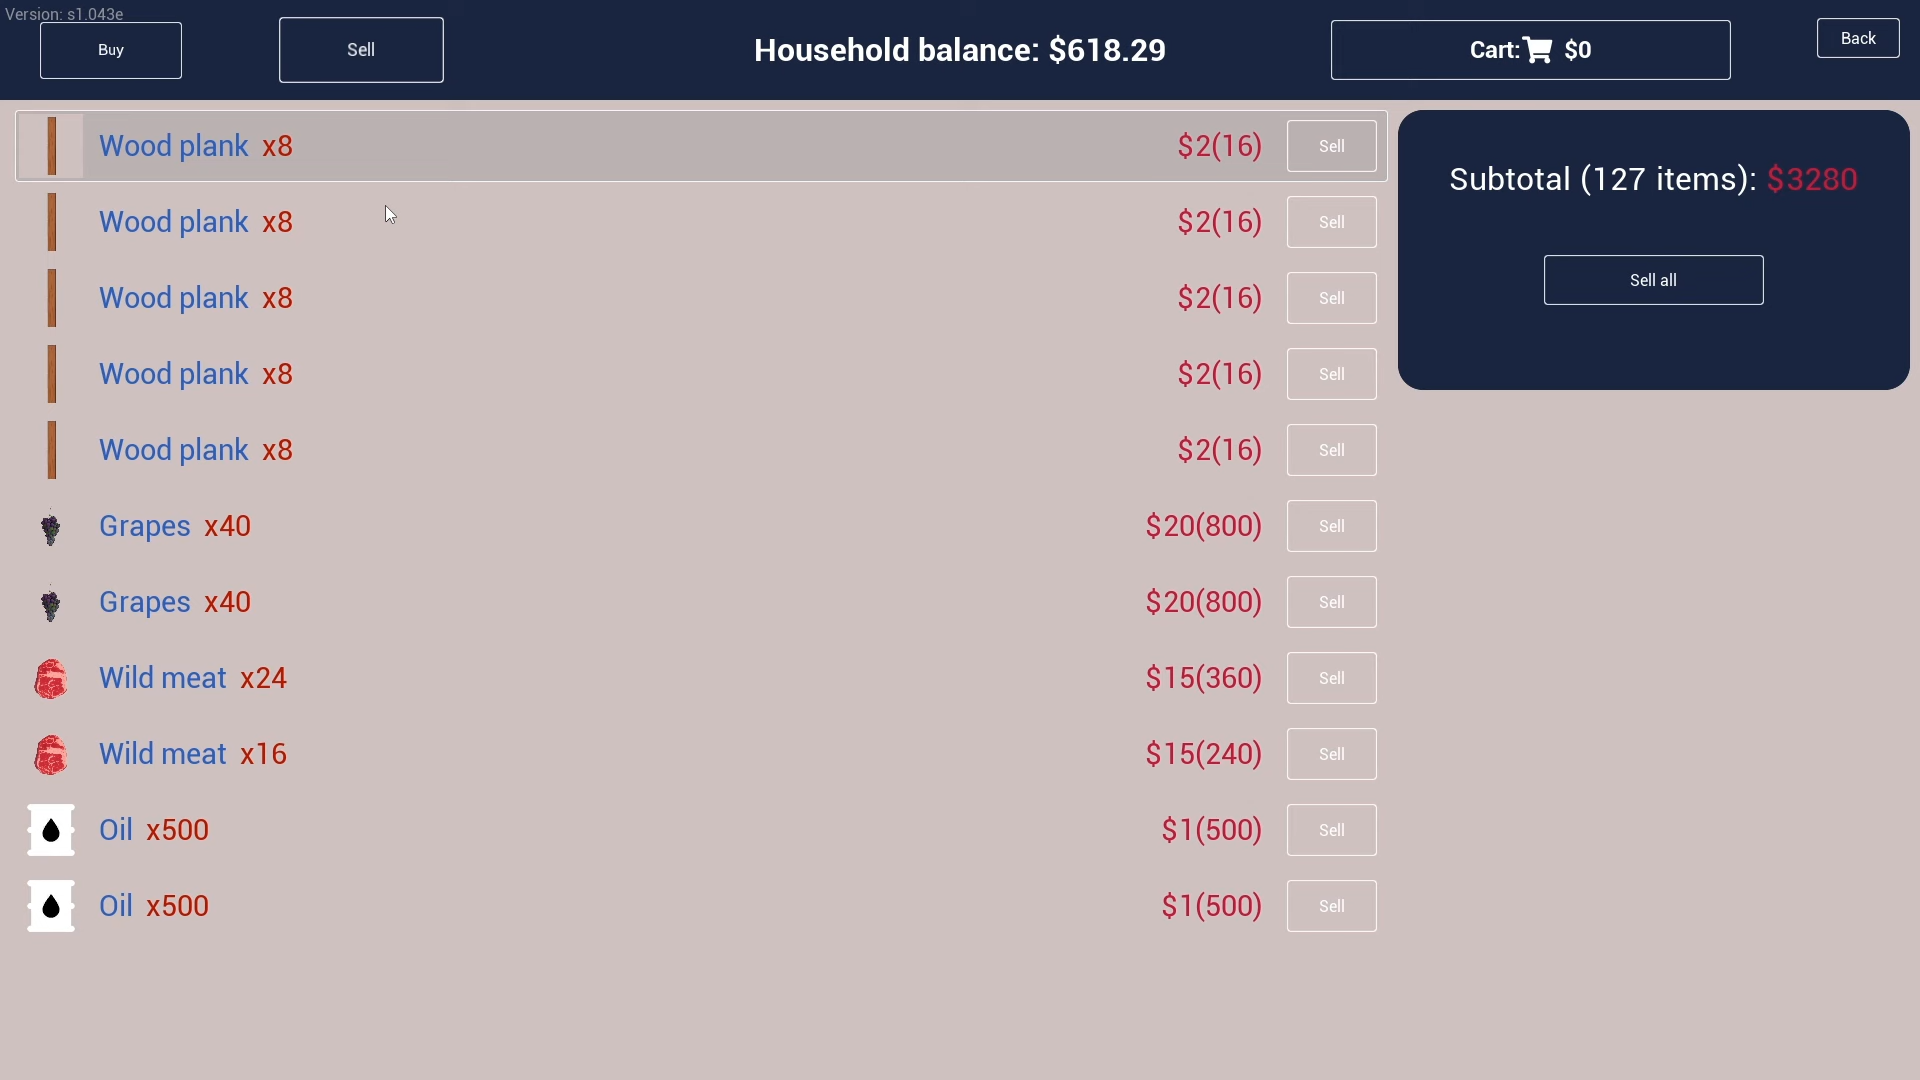 Version: s1.043e
Buy
Sell
Household balance: $618.29
Cart: $0
Back
Wood plank x8 $2(16) Sell
Wood plank x8 $2(16) Sell
Wood plank x8 $2(16) Sell
Wood plank x8 $2(16) Sell
Wood plank x8 $2(16) Sell
Grapes x40 $20(800) Sell
Grapes x40 $20(800) Sell
Wild meat x24 $15(360) Sell
Wild meat x16 $15(240) Sell
Oil x500 $1(500) Sell
Oil x500 $1(500) Sell
Subtotal (127 items): $3280
Sell all